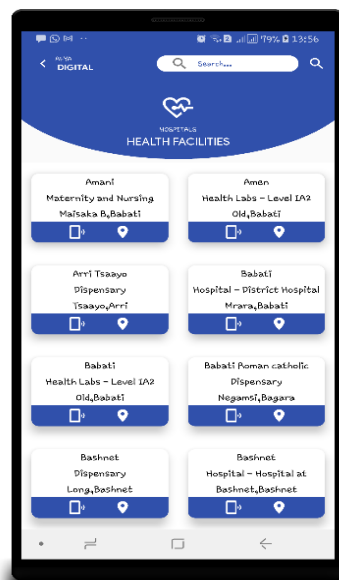 79% 13:56
AFYA
DIGITAL
Search...
HOSPITALS
HEALTH FACILITIES
Amani
Maternity and Nursing
Maisaka B,Babati
Amen
Health Labs - Level IA2
Old,Babati
Arri Tsaayo
Dispensary
Tsaayo,Arri
Babati
Hospital - District Hospital
Mrara,Babati
Babati
Health Labs - Level IA2
Old,Babati
Babati Roman catholic
Dispensary
Negamsi,Bagara
Bashnet
Dispensary
Long,Bashnet
Bashnet
Hospital - Hospital at
Bashnet,Bashnet